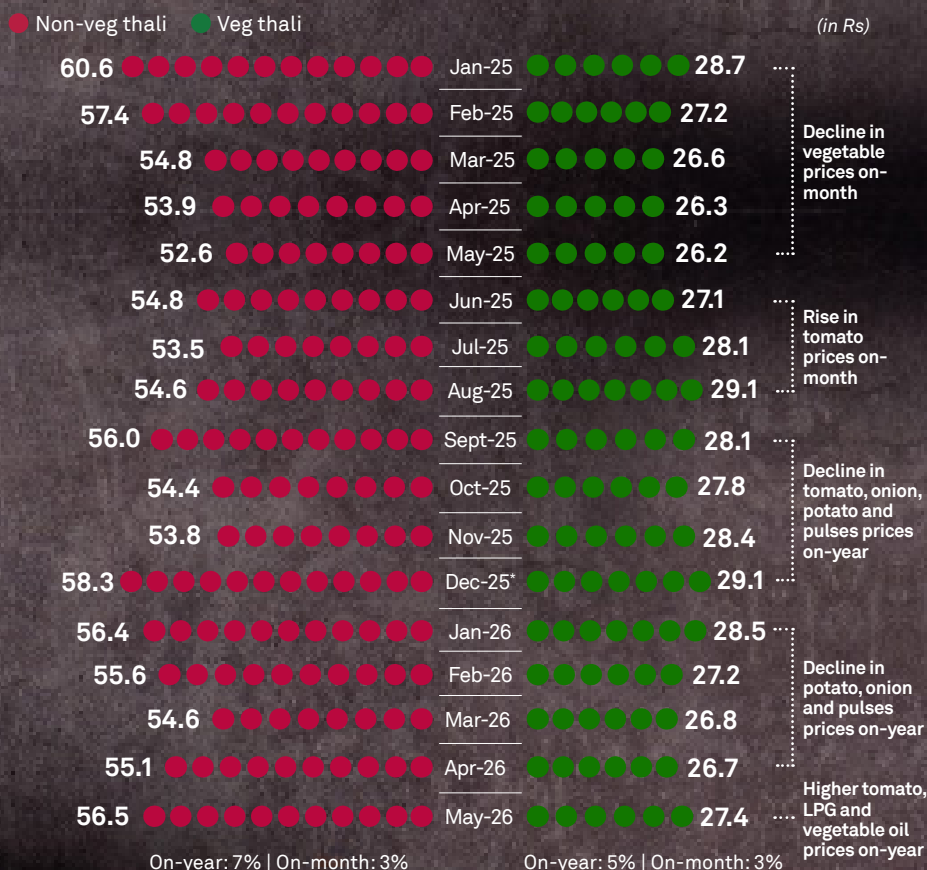 Non-veg thali Veg thali (in Rs)
60.6 Jan-25 28.7
57.4 Feb-25 27.2
54.8 Mar-25 26.6
53.9 Apr-25 26.3
52.6 May-25 26.2
Decline in
vegetable
prices on-
month
54.8 Jun-25 27.1
53.5 Jul-25 28.1
54.6 Aug-25 29.1
Rise in
tomato
prices on-
month
56.0 Sept-25 28.1
54.4 Oct-25 27.8
53.8 Nov-25 28.4
58.3 Dec-25* 29.1
Decline in
tomato, onion,
potato and
pulses prices
on-year
56.4 Jan-26 28.5
55.6 Feb-26 27.2
54.6 Mar-26 26.8
55.1 Apr-26 26.7
Decline in
potato, onion
and pulses
prices on-year
56.5 May-26 27.4
Higher tomato,
LPG and
vegetable oil
prices on-year
On-year: 7% | On-month: 3% On-year: 5% | On-month: 3%